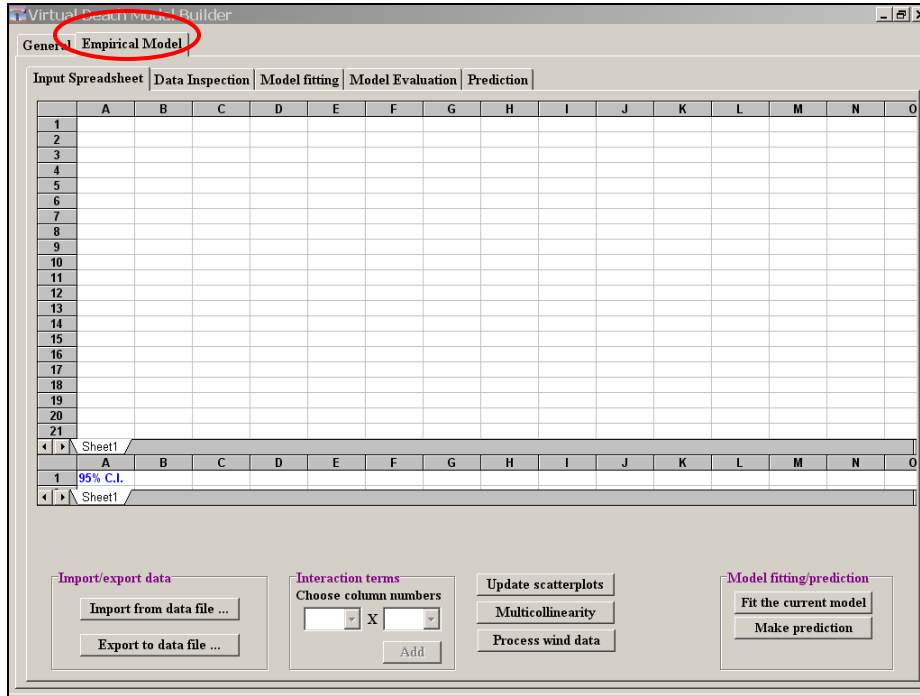 Virtual Beach Model Builder
General Empirical Model
Input Spreadsheet Data Inspection Model fitting Model Evaluation Prediction
A B C D E F G H I J K L M N O
1
2
3
4
5
6
7
8
9
10
11
12
13
14
15
16
17
18
19
20
21
Sheet1
A B C D E F G H I J K L M N O
1 95% C.I.
Sheet1
Import/export data
Import from data file ...
Export to data file ...
Interaction terms
Choose column numbers
X
Add
Update scatterplots
Multicollinearity
Process wind data
Model fitting/prediction
Fit the current model
Make prediction